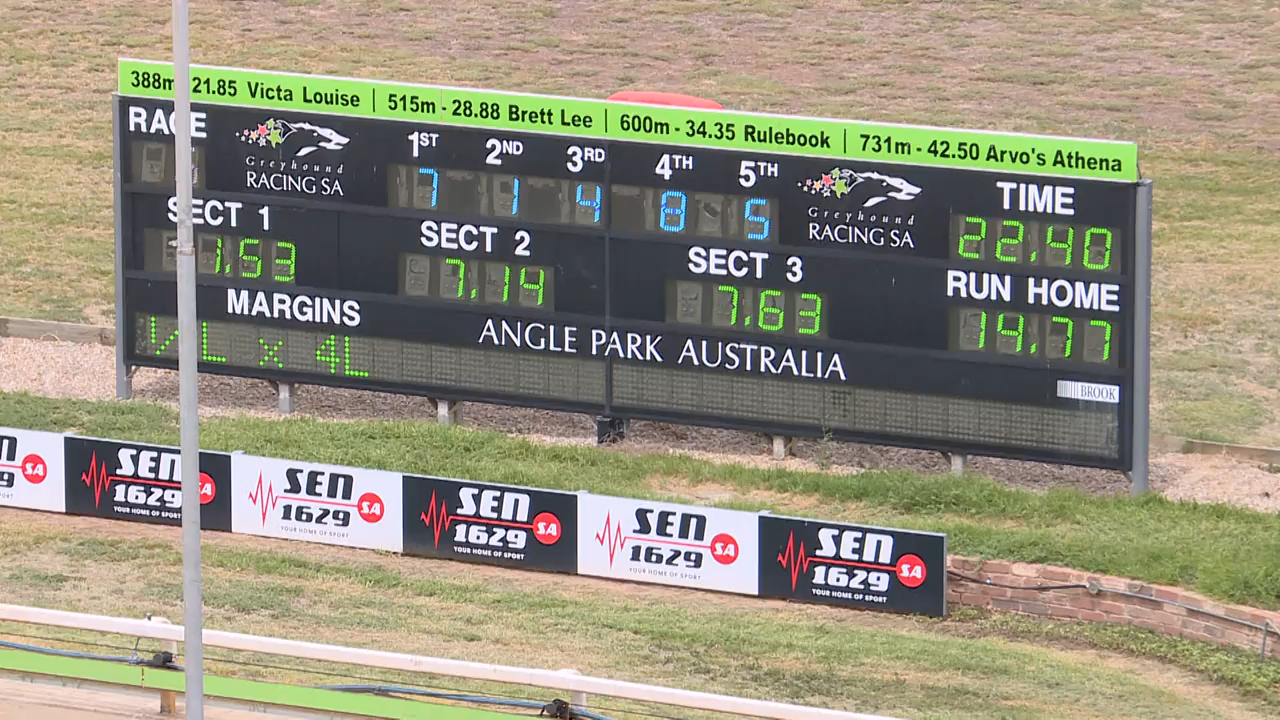 388m 21.85 Victa Louise | 515m - 28.88 Brett Lee | 600m - 34.35 Rulebook | 731m - 42.50 Arvo's Athena
RACE
Greyhound
RACING SA
1ST 2ND 3RD 4TH 5TH
7 1 4 8 5
Greyhound
RACING SA
TIME
22.40
SECT 1
1.53
SECT 2
7.14
SECT 3
7.63
RUN HOME
14.77
MARGINS
L x 4L
ANGLE PARK AUSTRALIA
BROOK
SA
SEN
1629
SA
YOUR HOME OF SPORT
SEN
1629
SA
YOUR HOME OF SPORT
SEN
1629
SA
YOUR HOME OF SPORT
SEN
1629
SA
YOUR HOME OF SPORT
SEN
1629
SA
YOUR HOME OF SPORT